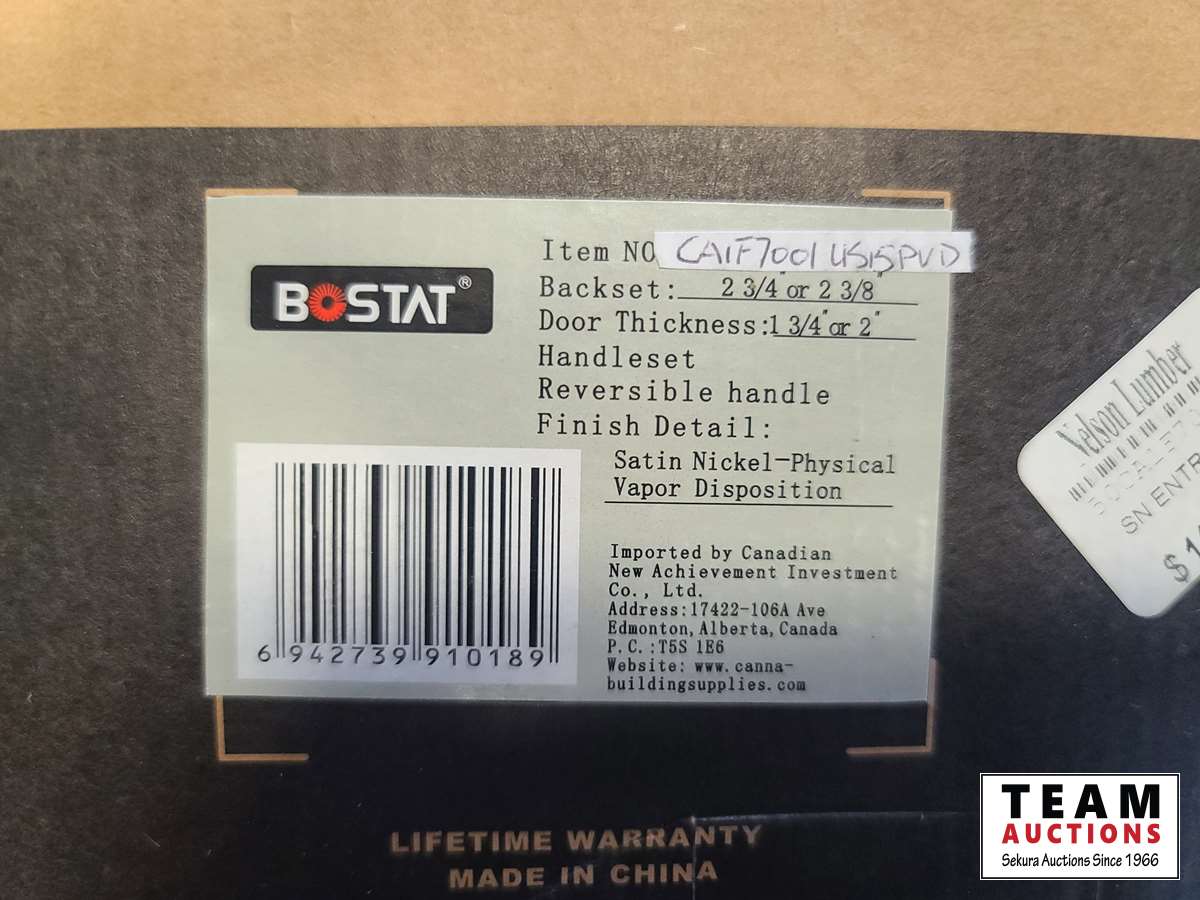 BOSTAT®
Item NO CA1F7001 US15PVD
Backset: 2 3/4" or 2 3/8"
Door Thickness:1 3/4"or 2"
Handleset
Reversible handle
Finish Detail:
Satin Nickel-Physical
Vapor Disposition
6 942739 910189
Imported by Canadian
New Achievement Investment
Co., Ltd.
Address:17422-106A Ave
Edmonton, Alberta, Canada
P.C.:T5S 1E6
Website: www.canna-
buildingsupplies.com
Nelson Lumber
SN ENTR
$1
LIFETIME WARRANTY
MADE IN CHINA
TEAM
AUCTIONS
Sekura Auctions Since 1966